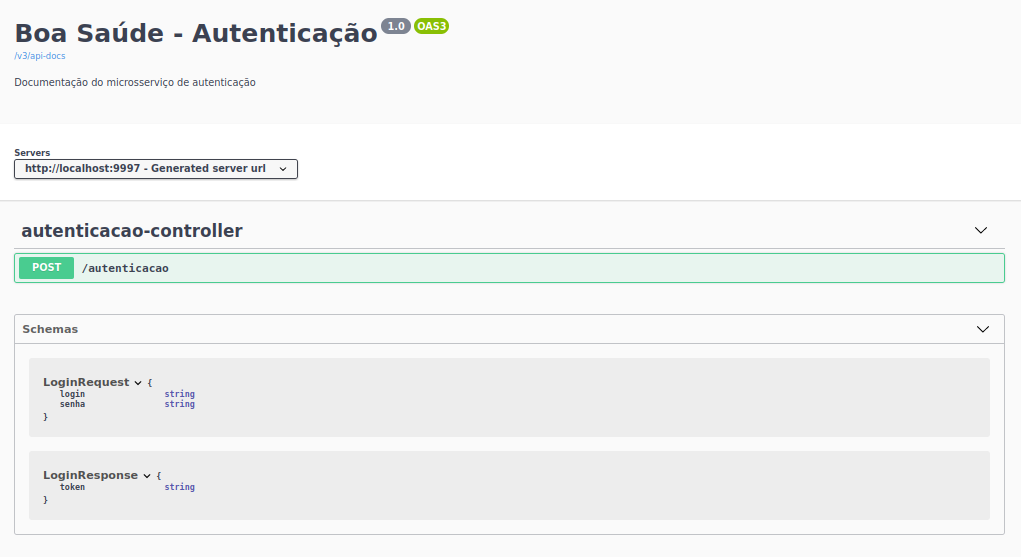 Boa Saúde - Autenticação 1.0 OAS3
/v3/api-docs
Documentação do microsserviço de autenticação
Servers
http://localhost:9997 - Generated server url
autenticacao-controller
POST /autenticacao
Schemas
LoginRequest {
login string
senha string
}
LoginResponse {
token string
}